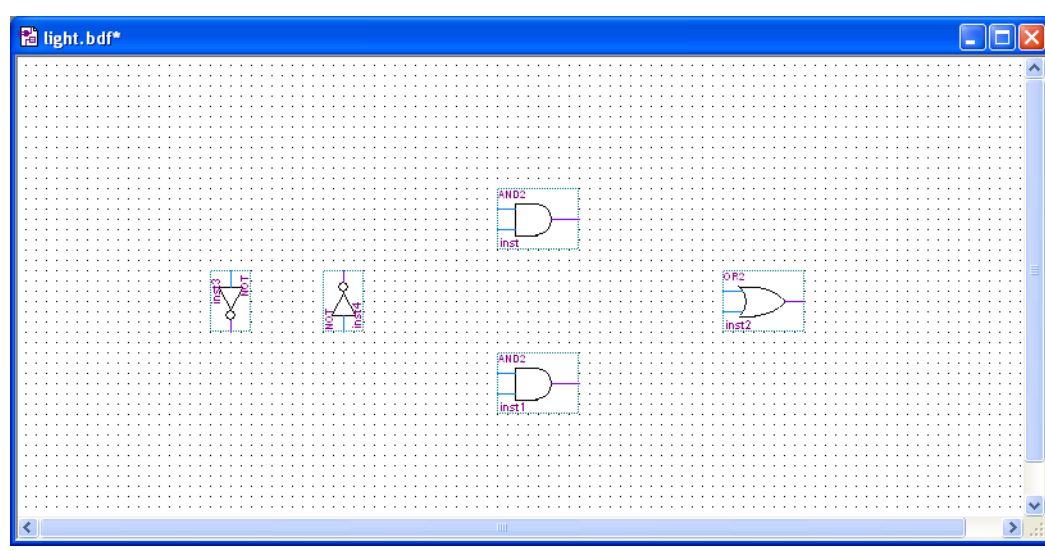 light.bdf*
AND2
inst
inst3
NOT
NOT
inst4
OR2
inst2
AND2
inst1